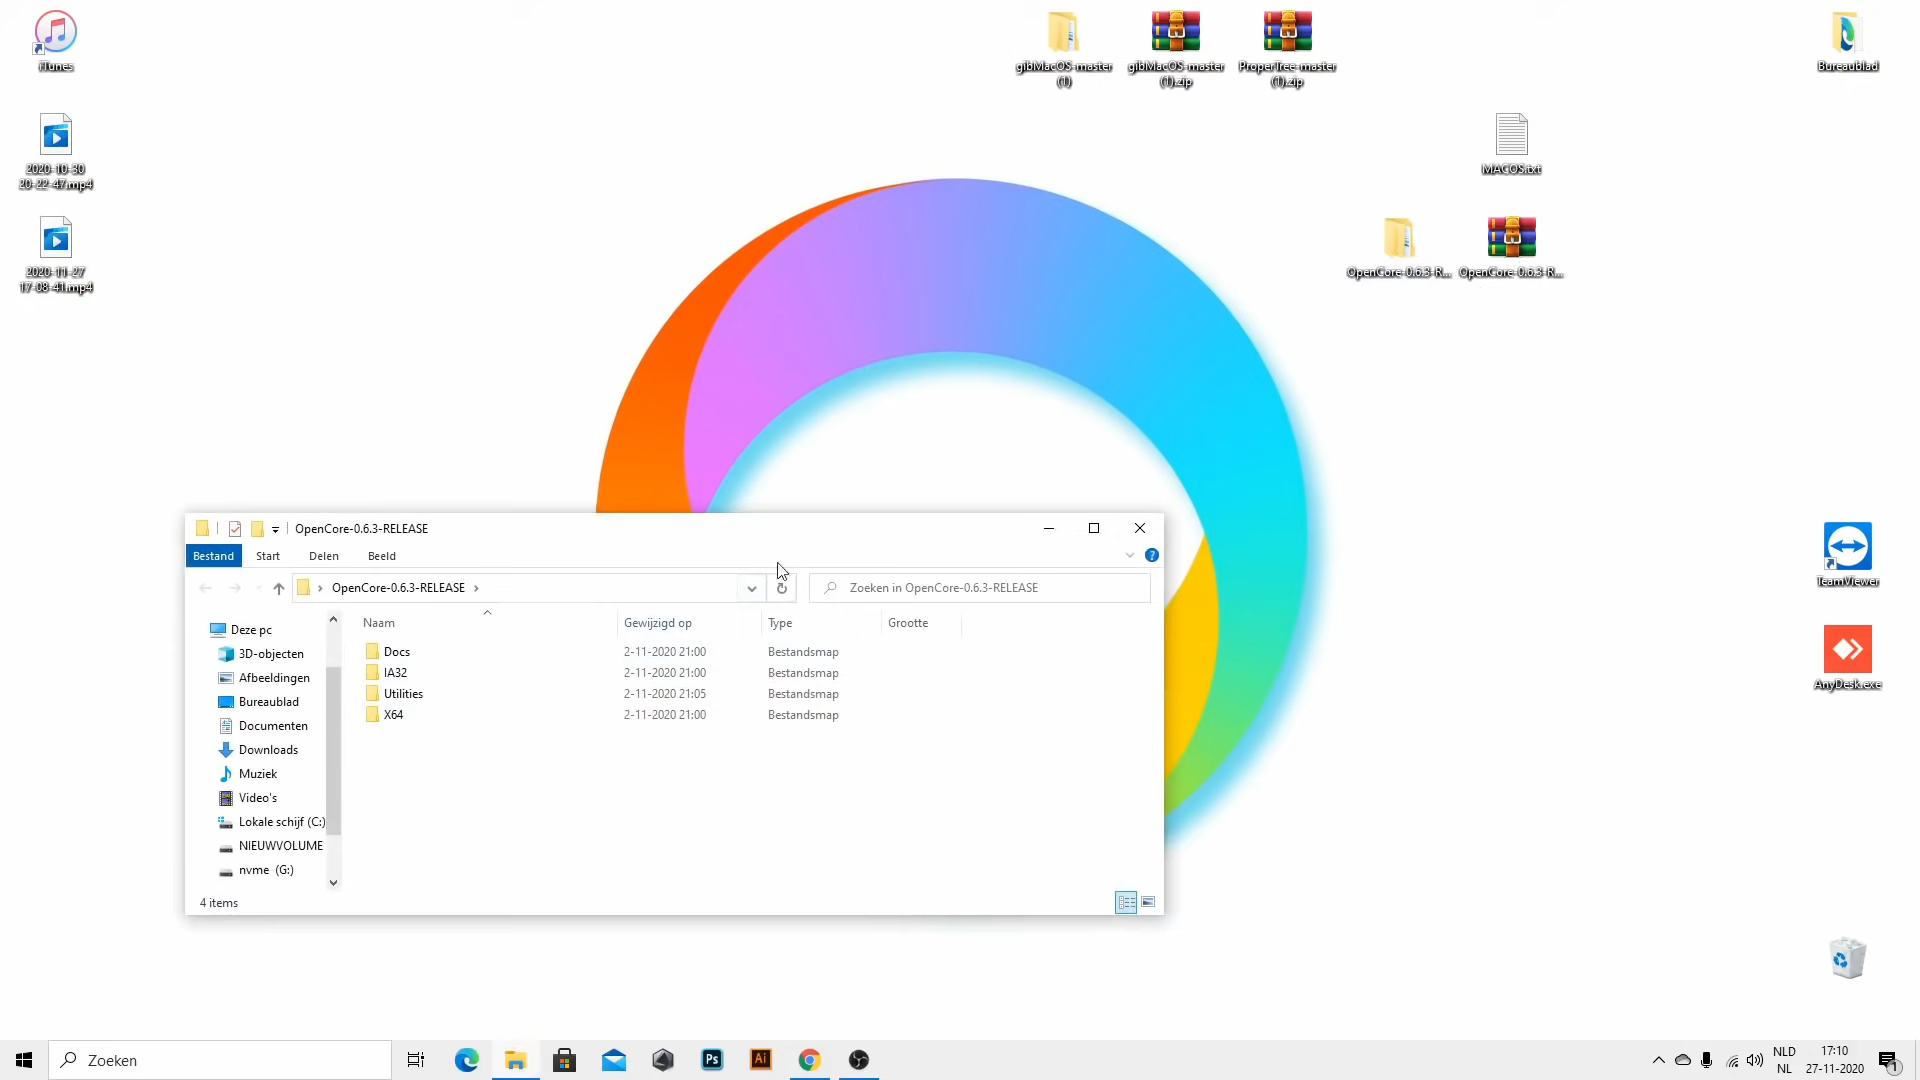 iTunes
gibMacOS-master
(1)
gibMacOS-master
(1).zip
ProperTree-master
(1).zip
Bureaublad
2020-10-30
20-22-47.mp4
MACOS.txt
2020-11-27
17-08-41.mp4
OpenCore-0.6.3-R...
OpenCore-0.6.3-R...
OpenCore-0.6.3-RELEASE
Bestand
Start
Delen
Beeld
OpenCore-0.6.3-RELEASE
Zoeken in OpenCore-0.6.3-RELEASE
Deze pc
3D-objecten
Afbeeldingen
Bureaublad
Documenten
Downloads
Muziek
Video's
Lokale schijf (C:)
NIEUWVOLUME
nvme (G:)
Naam
Gewijzigd op
Type
Grootte
Docs 2-11-2020 21:00 Bestandsmap
IA32 2-11-2020 21:00 Bestandsmap
Utilities 2-11-2020 21:05 Bestandsmap
X64 2-11-2020 21:00 Bestandsmap
4 items
TeamViewer
AnyDesk.exe
Zoeken
Ps
Ai
NLD
NL
17:10
27-11-2020
1